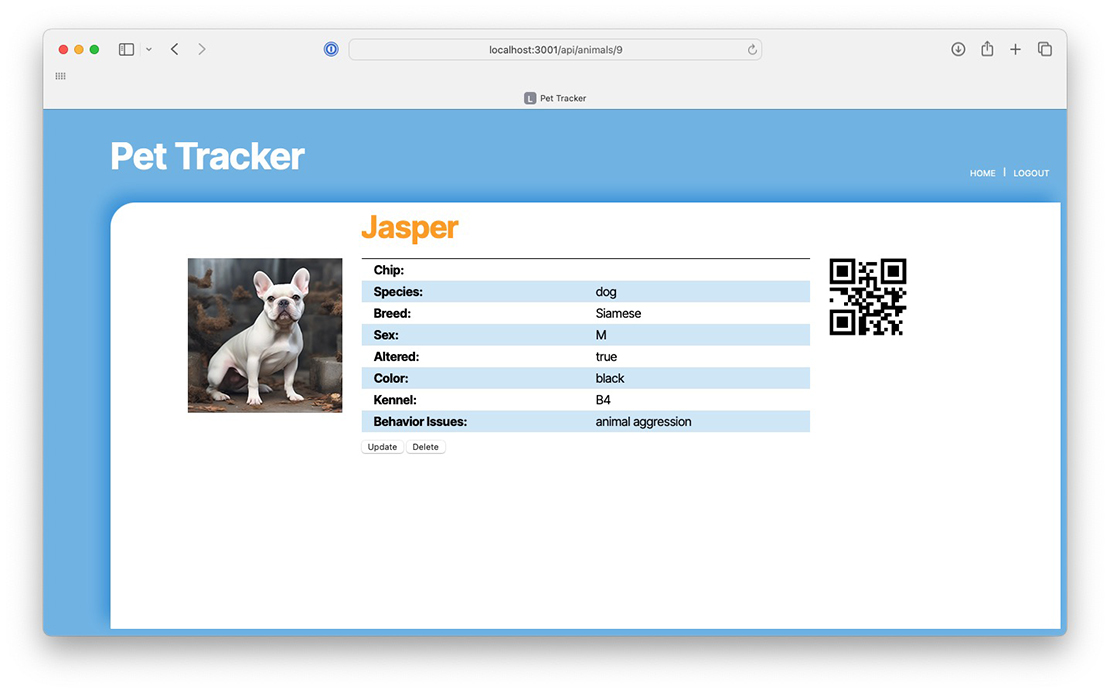 localhost:3001/api/animals/9
L Pet Tracker
Pet Tracker
HOME | LOGOUT
Jasper
Chip:
Species: dog
Breed: Siamese
Sex: M
Altered: true
Color: black
Kennel: B4
Behavior Issues: animal aggression
Update Delete